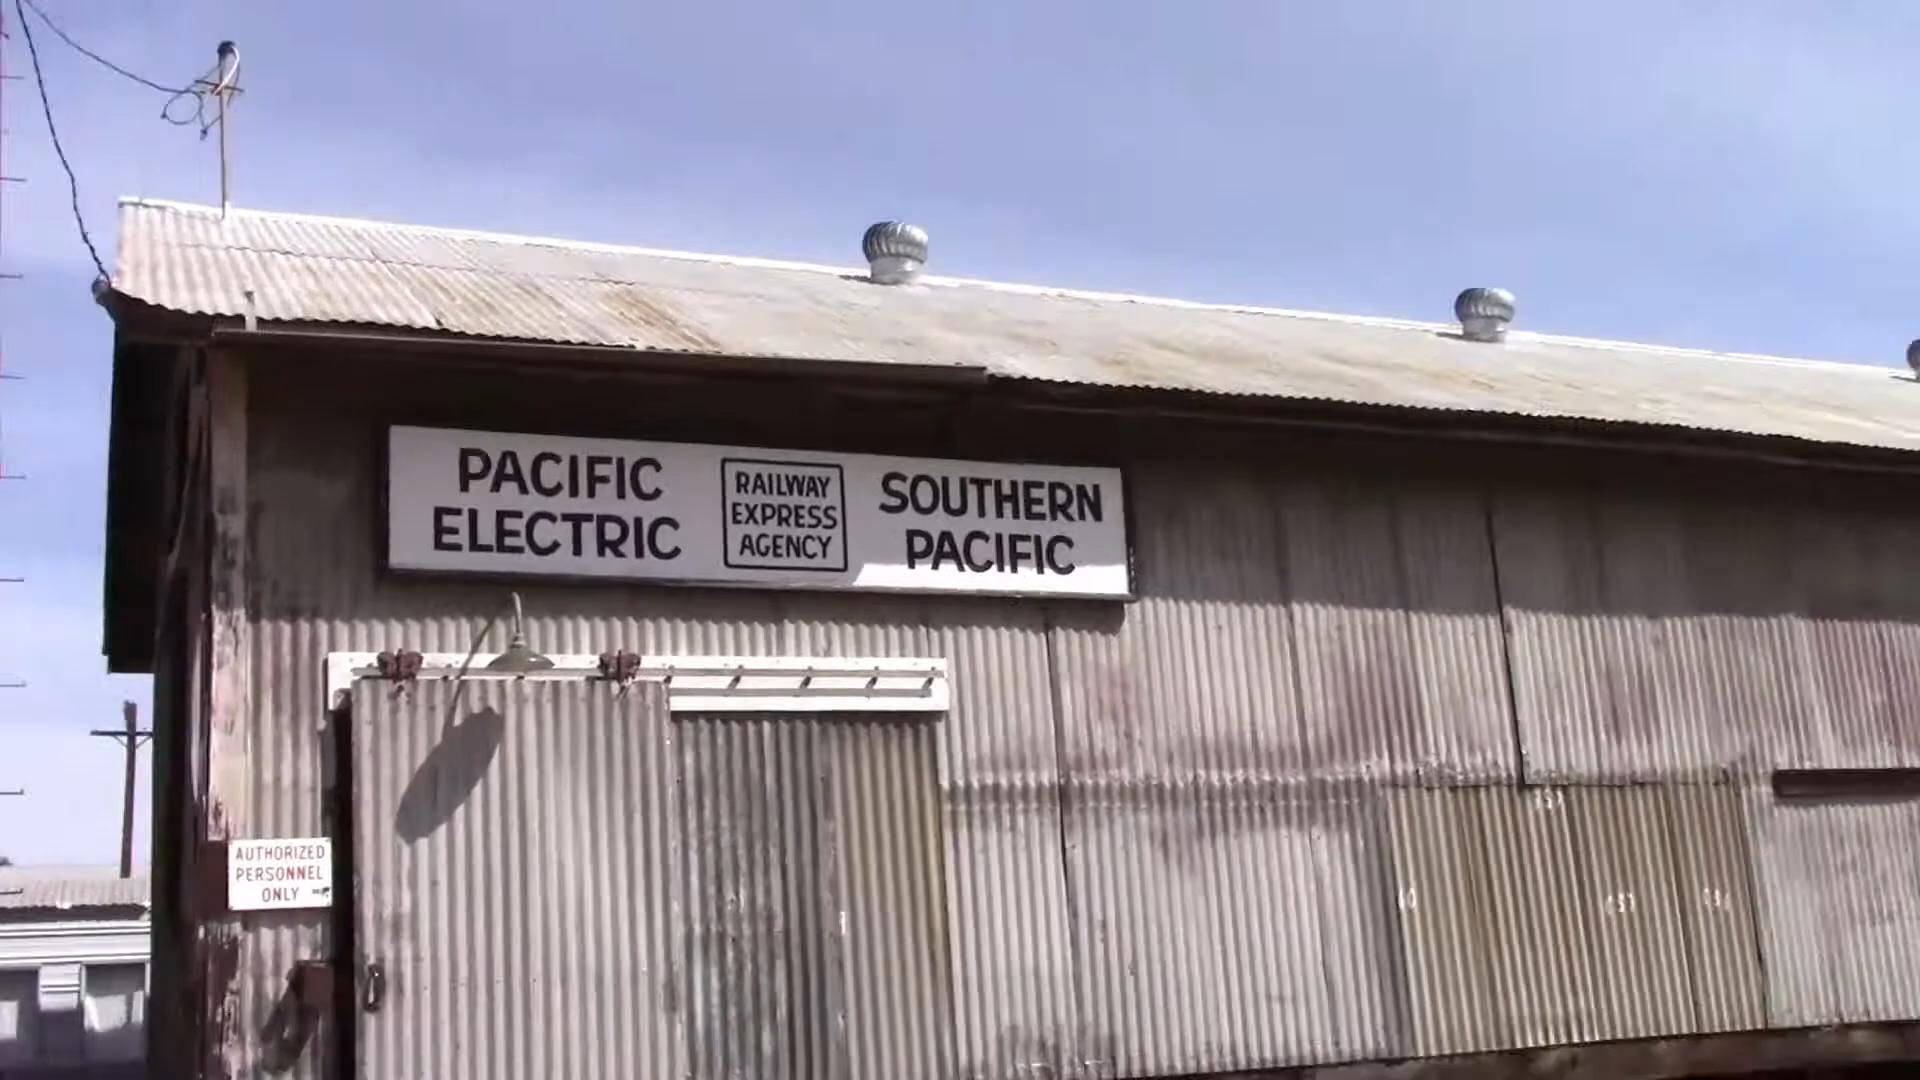 PACIFIC
ELECTRIC
RAILWAY
EXPRESS
AGENCY
SOUTHERN
PACIFIC
AUTHORIZED
PERSONNEL
ONLY